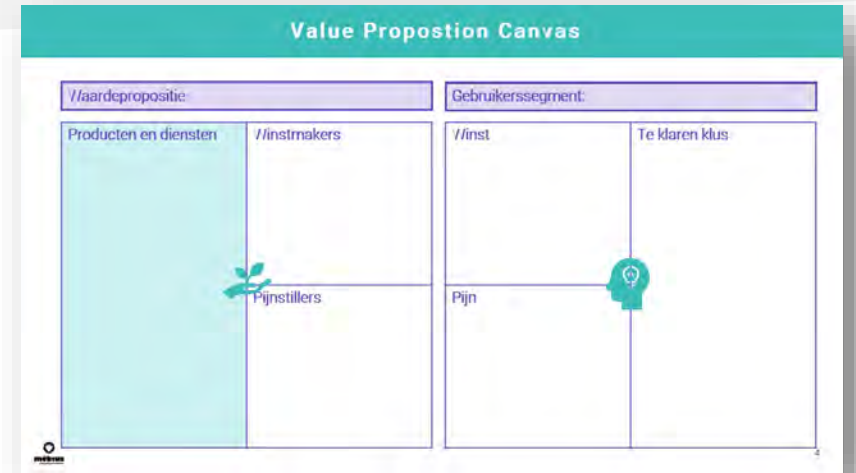 Value Propostion Canvas
Waardepropositie
Gebruikerssegment:
Producten en diensten
Winstmakers
Winst
Te klaren klus
Pijnstillers
Pijn
4